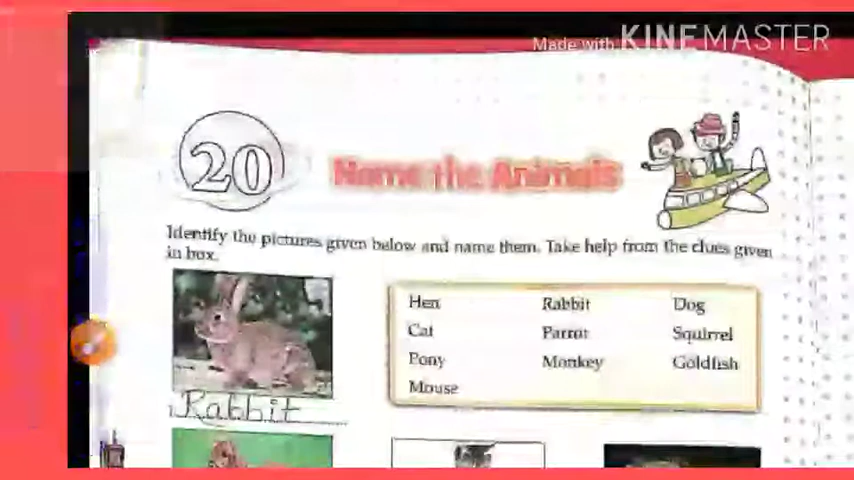 Made with KINEMASTER
20
Name the Animals
Identify the pictures given below and name them. Take help from the clues given
in box.
Hen Rabbit Dog
Cat Parrot Squirrel
Pony Monkey Goldfish
Mouse
Rabbit